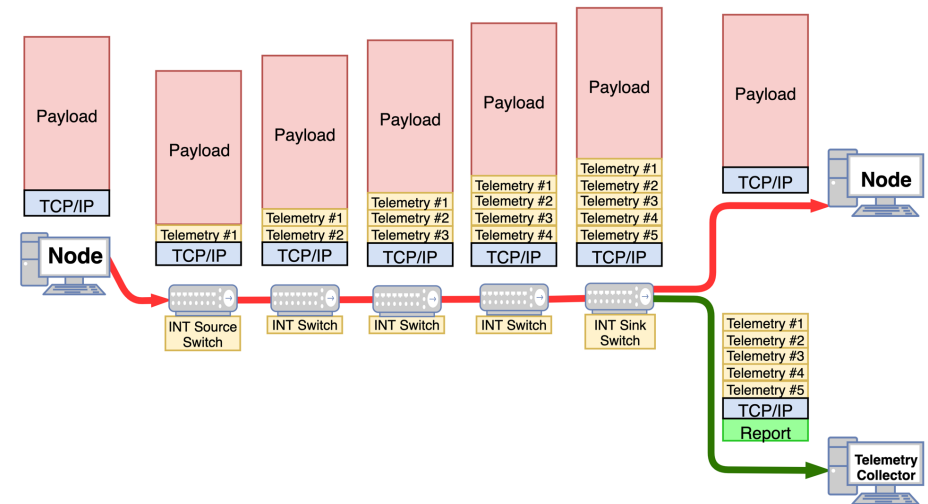 Payload
TCP/IP
Node
Payload
Telemetry #1
TCP/IP
INT Source
Switch
Payload
Telemetry #1
Telemetry #2
TCP/IP
INT Switch
Payload
Telemetry #1
Telemetry #2
Telemetry #3
TCP/IP
INT Switch
Payload
Telemetry #1
Telemetry #2
Telemetry #3
Telemetry #4
TCP/IP
INT Switch
Payload
Telemetry #1
Telemetry #2
Telemetry #3
Telemetry #4
Telemetry #5
TCP/IP
INT Sink
Switch
Payload
TCP/IP
Node
Telemetry #1
Telemetry #2
Telemetry #3
Telemetry #4
Telemetry #5
TCP/IP
Report
Telemetry
Collector